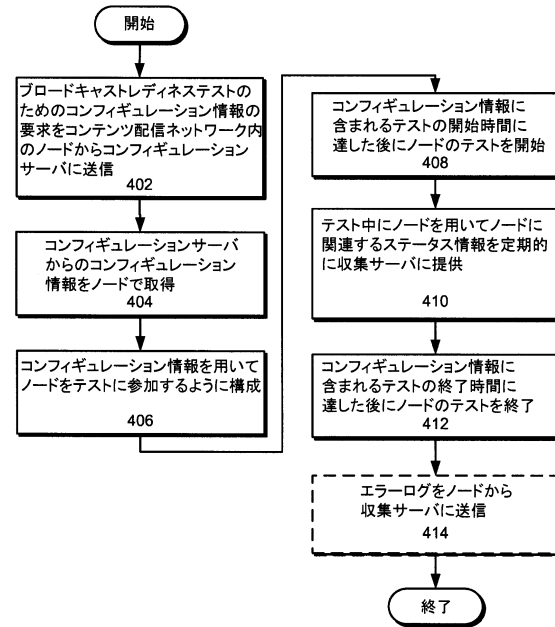 開始
ブロードキャストレディネステストの
ためのコンフィギュレーション情報の
要求をコンテンツ配信ネットワーク内
のノードからコンフィギュレーション
サーバに送信
402
コンフィギュレーションサーバ
からのコンフィギュレーション
情報をノードで取得
404
コンフィギュレーション情報を用いて
ノードをテストに参加するように構成
406
コンフィギュレーション情報に
含まれるテストの開始時間に
達した後にノードのテストを開始
408
テスト中にノードを用いてノードに
関連するステータス情報を定期的
に収集サーバに提供
410
コンフィギュレーション情報に
含まれるテストの終了時間に
達した後にノードのテストを終了
412
エラーログをノードから
収集サーバに送信
414
終了